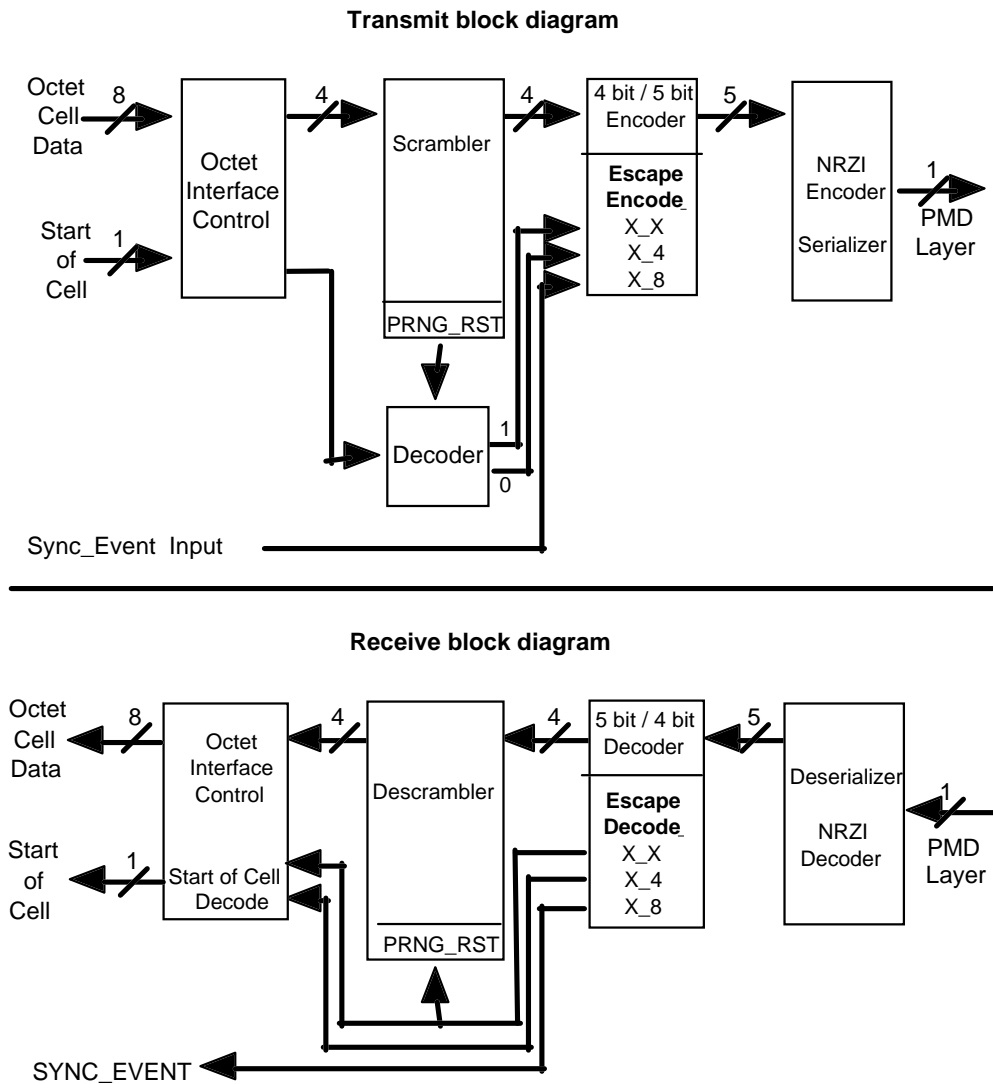 Transmit block diagram
Octet
Cell
Data
8
Start
of
Cell
1
Octet
Interface
Control
4
Scrambler
PRNG_RST
4
4 bit / 5 bit
Encoder
Escape
Encode_
X_X
X_4
X_8
5
NRZI
Encoder
Serializer
1
PMD
Layer
Decoder
1
0
Sync_Event Input
Receive block diagram
Octet
Cell
Data
8
Start
of
Cell
1
Octet
Interface
Control
Start of Cell
Decode
4
Descrambler
PRNG_RST
4
5 bit / 4 bit
Decoder
Escape
Decode_
X_X
X_4
X_8
5
Deserializer
NRZI
Decoder
1
PMD
Layer
SYNC_EVENT